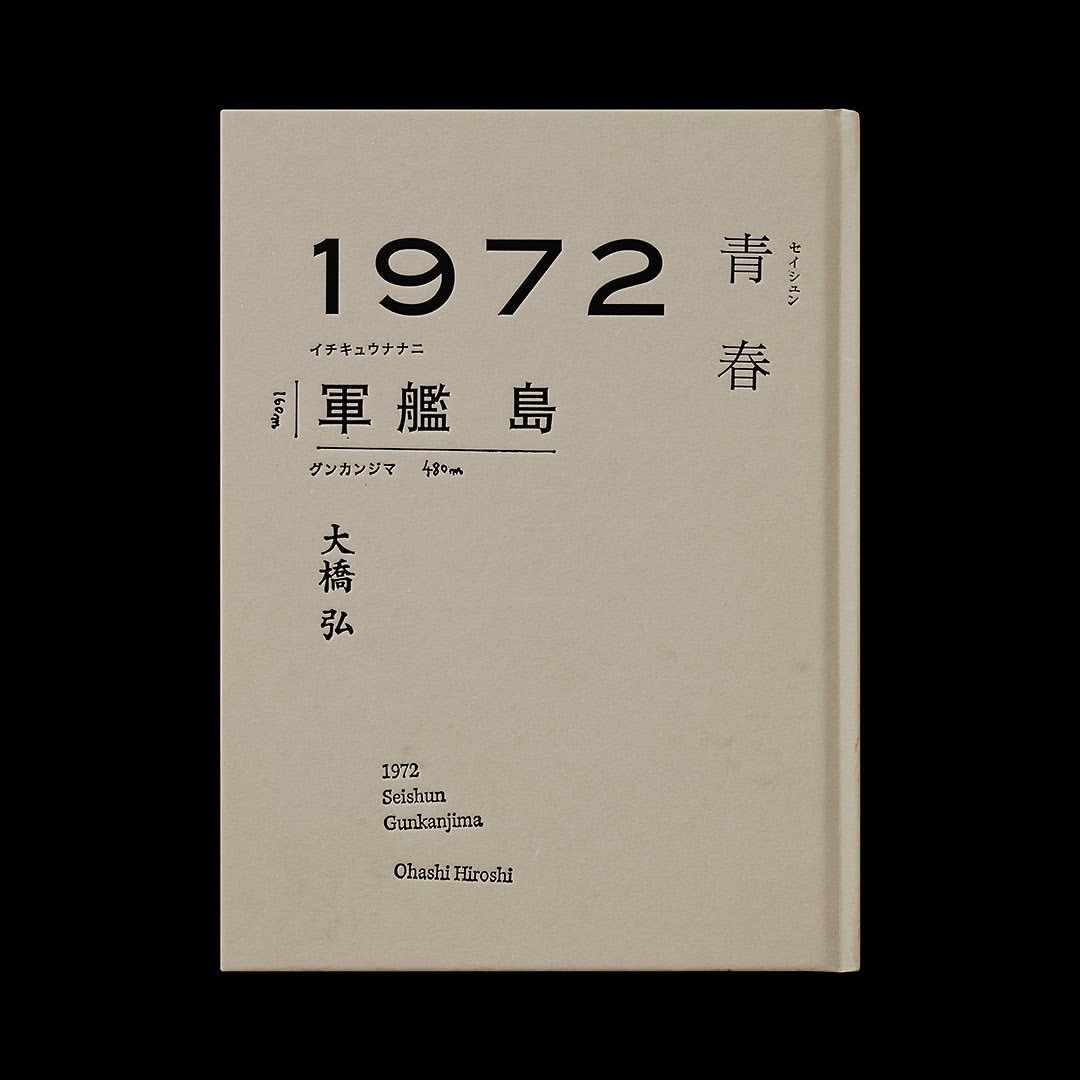 1972
イチキュウナナニ
青春
セイシュン
軍艦島
160m
グンカンジマ 480m
大橋弘
1972
Seishun
Gunkanjima
Ohashi Hiroshi